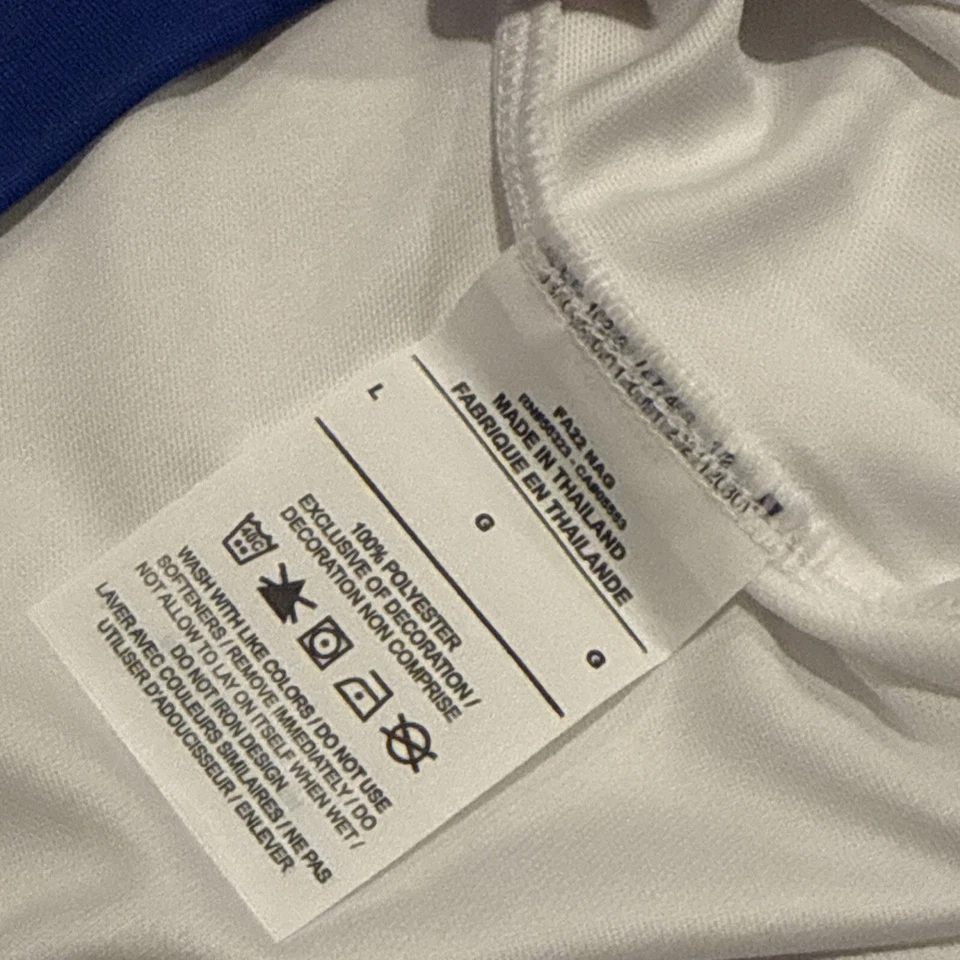 FA22 NAG
MADE IN THAILAND
FABRIQUE EN THAILANDE
L G G
100% POLYESTER
EXCLUSIVE OF DECORATION /
DECORATION NON COMPRISE
40C
WASH WITH LIKE COLORS / DO NOT USE
SOFTENERS / REMOVE IMMEDIATELY / DO
NOT ALLOW TO LAY ON ITSELF WHEN WET /
DO NOT IRON DESIGN
LAVER AVEC COULEURS SIMILAIRES / NE PAS
UTILISER D'ADOUCISSEUR / ENLEVER